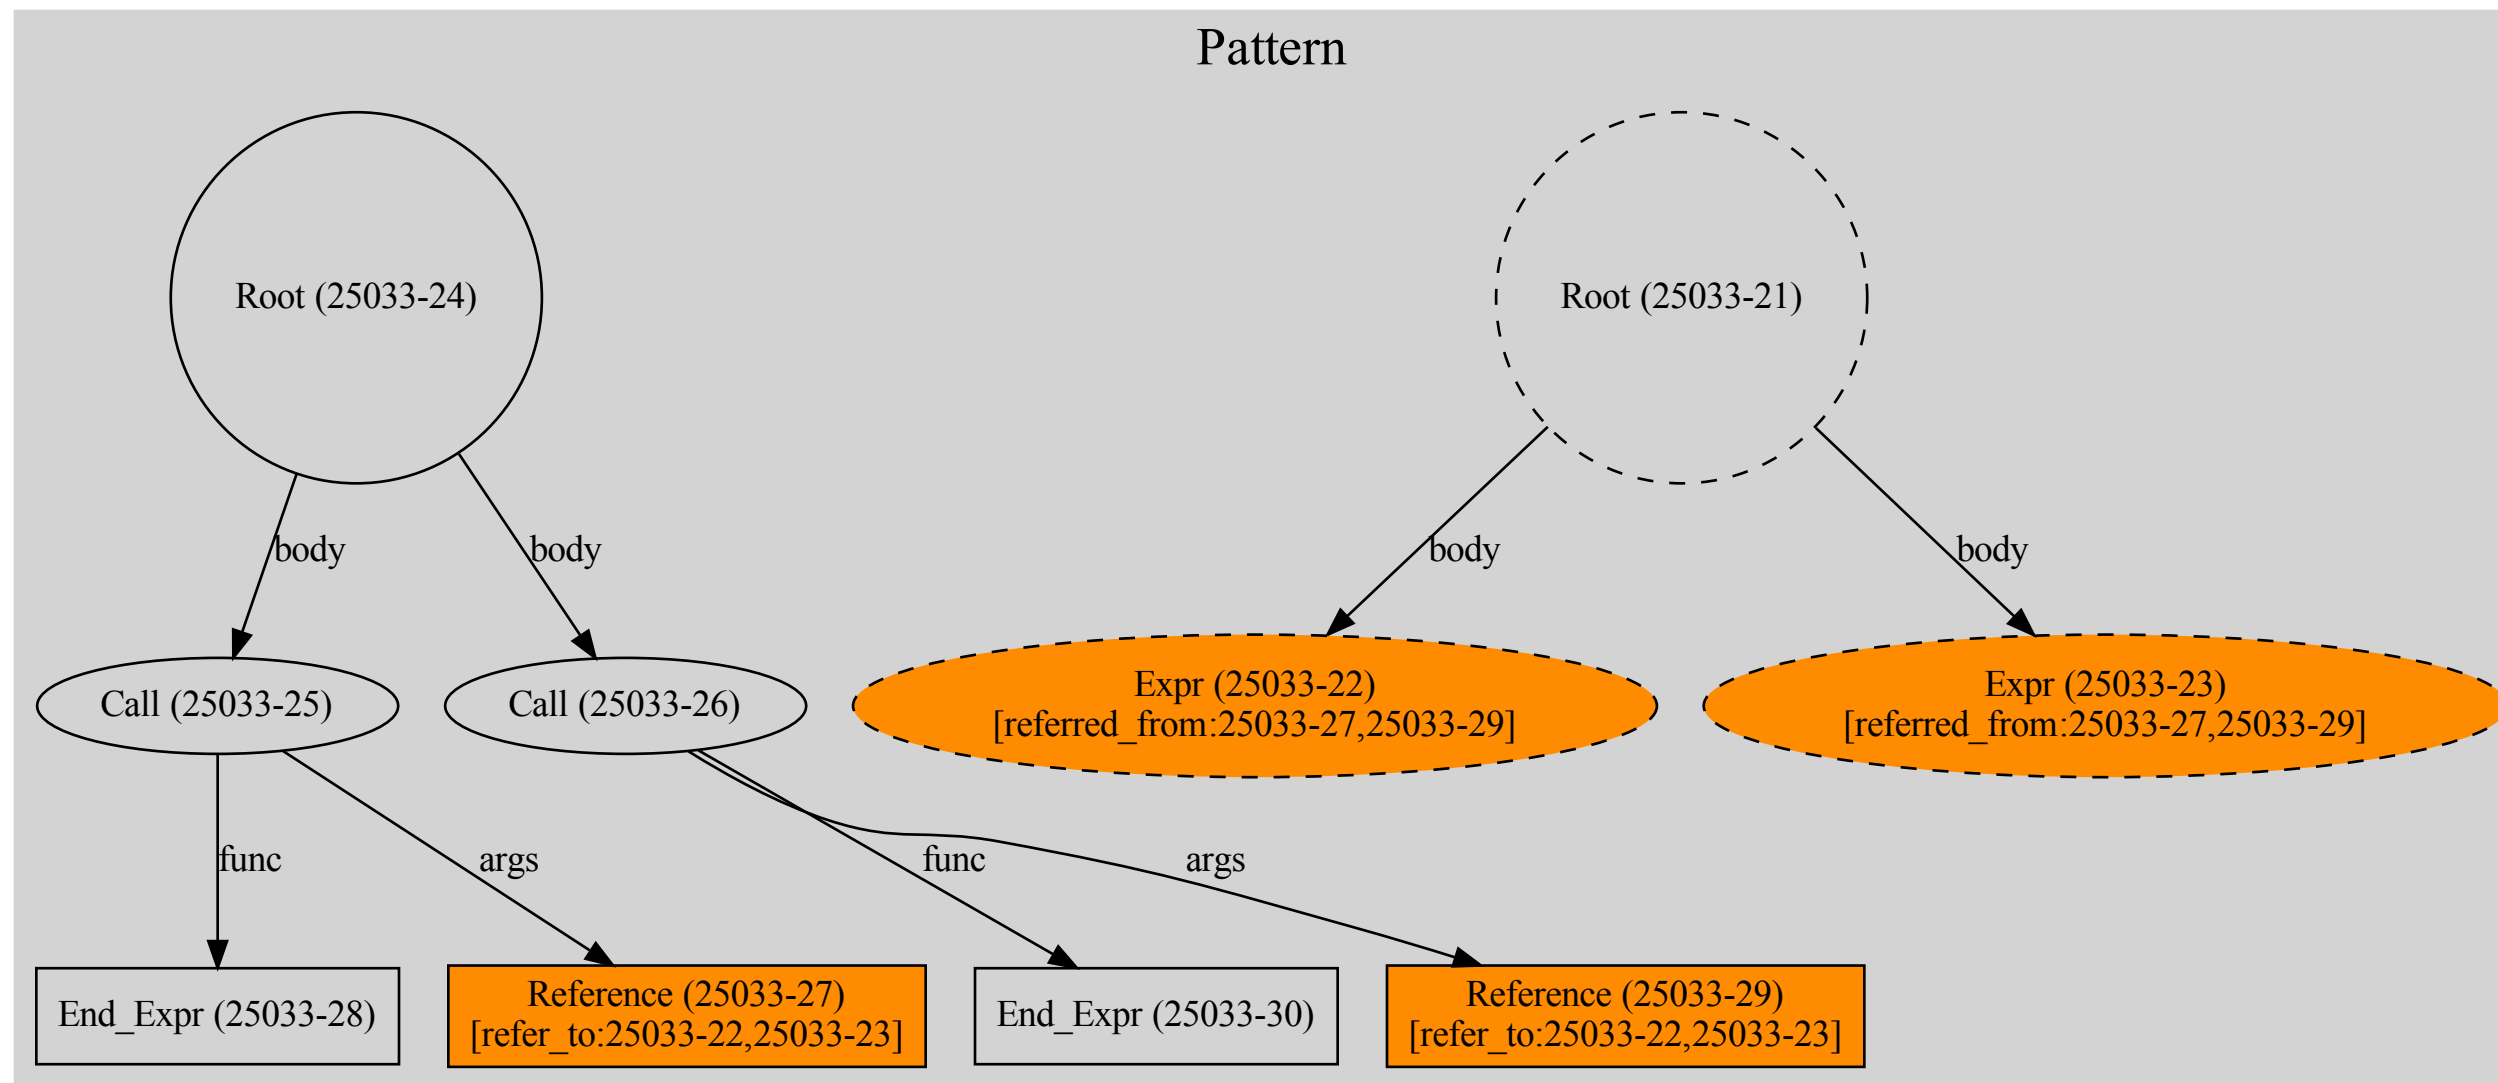 Pattern
Root (25033-24)
Root (25033-21)
body
body
body
body
Call (25033-25)
Call (25033-26)
Expr (25033-22)
[referred_from:25033-27,25033-29]
Expr (25033-23)
[referred_from:25033-27,25033-29]
func
args
func
args
End_Expr (25033-28)
Reference (25033-27)
[refer_to:25033-22,25033-23]
End_Expr (25033-30)
Reference (25033-29)
[refer_to:25033-22,25033-23]